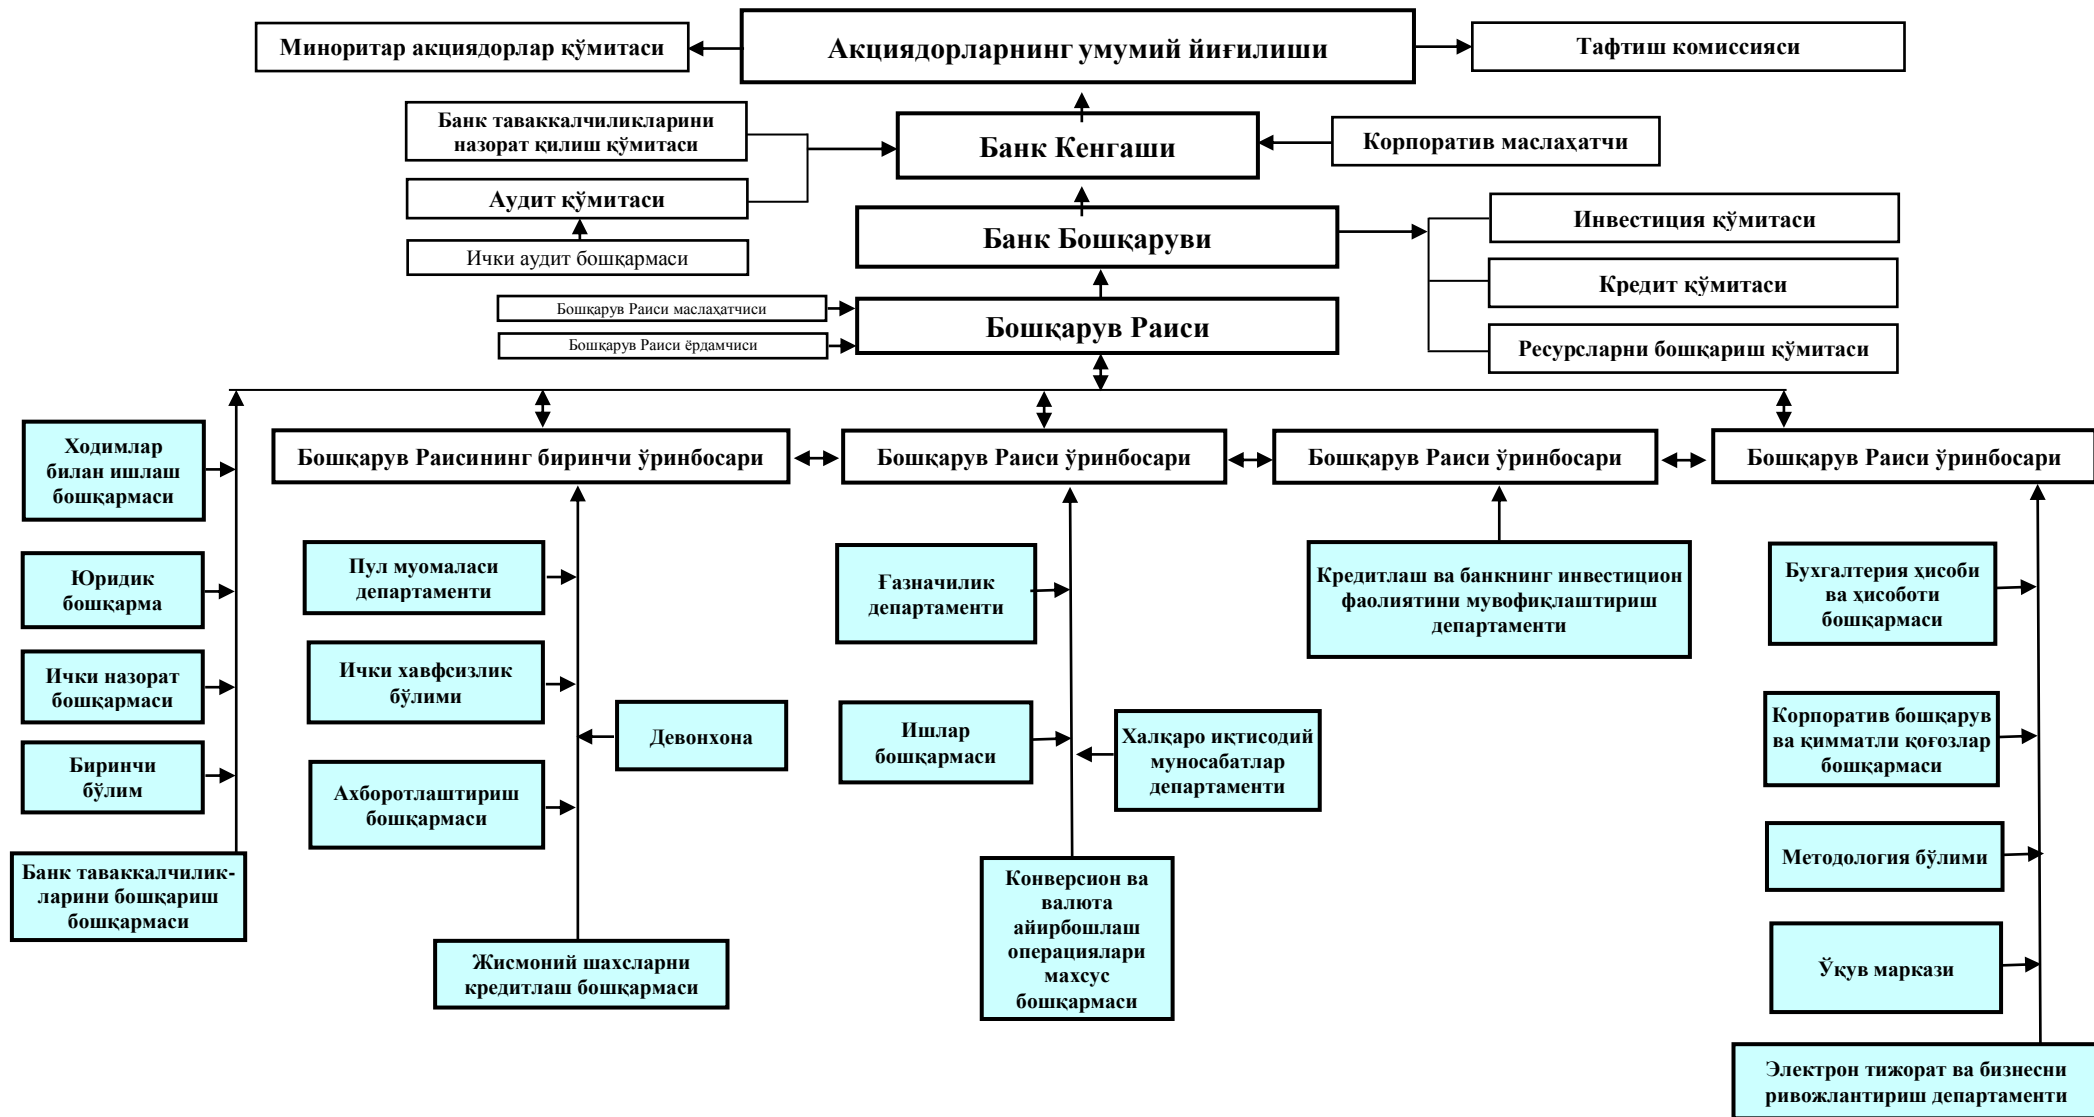 Миноритар акциядорлар қўмитаси
Акциядорларнинг умумий йиғилиши
Тафтиш комиссияси
Банк таваккалчиликларини
назорат қилиш қўмитаси
Банк Кенгаши
Корпоратив маслаҳатчи
Аудит қўмитаси
Банк Бошқаруви
Инвестиция қўмитаси
Ички аудит бошқармаси
Кредит қўмитаси
Бошқарув Раиси маслаҳатчиси
Бошқарув Раиси
Бошқарув Раиси ёрдамчиси
Ресурсларни бошқариш қўмитаси
Ходимлар
билан ишлаш
бошқармаси
Бошқарув Раисининг биринчи ўринбосари
Бошқарув Раиси ўринбосари
Бошқарув Раиси ўринбосари
Бошқарув Раиси ўринбосари
Юридик
бошқарма
Ички назорат
бошқармаси
Биринчи
бўлим
Банк таваккалчилик-
ларини бошқариш
бошқармаси
Пул муомаласи
департаменти
Ички хавфсизлик
бўлими
Девонхона
Ахборотлаштириш
бошқармаси
Жисмоний шахсларни
кредитлаш бошқармаси
Ғазначилик
департаменти
Ишлар
бошқармаси
Халқаро иқтисодий
муносабатлар
департаменти
Конверсион ва
валюта
айирбошлаш
операциялари
махсус
бошқармаси
Кредитлаш ва банкнинг инвестицион
фаолиятини мувофиқлаштириш
департаменти
Бухгалтерия ҳисоби
ва ҳисоботи
бошқармаси
Корпоратив бошқарув
ва қимматли қоғозлар
бошқармаси
Методология бўлими
Ўқув маркази
Электрон тижорат ва бизнесни
ривожлантириш департаменти